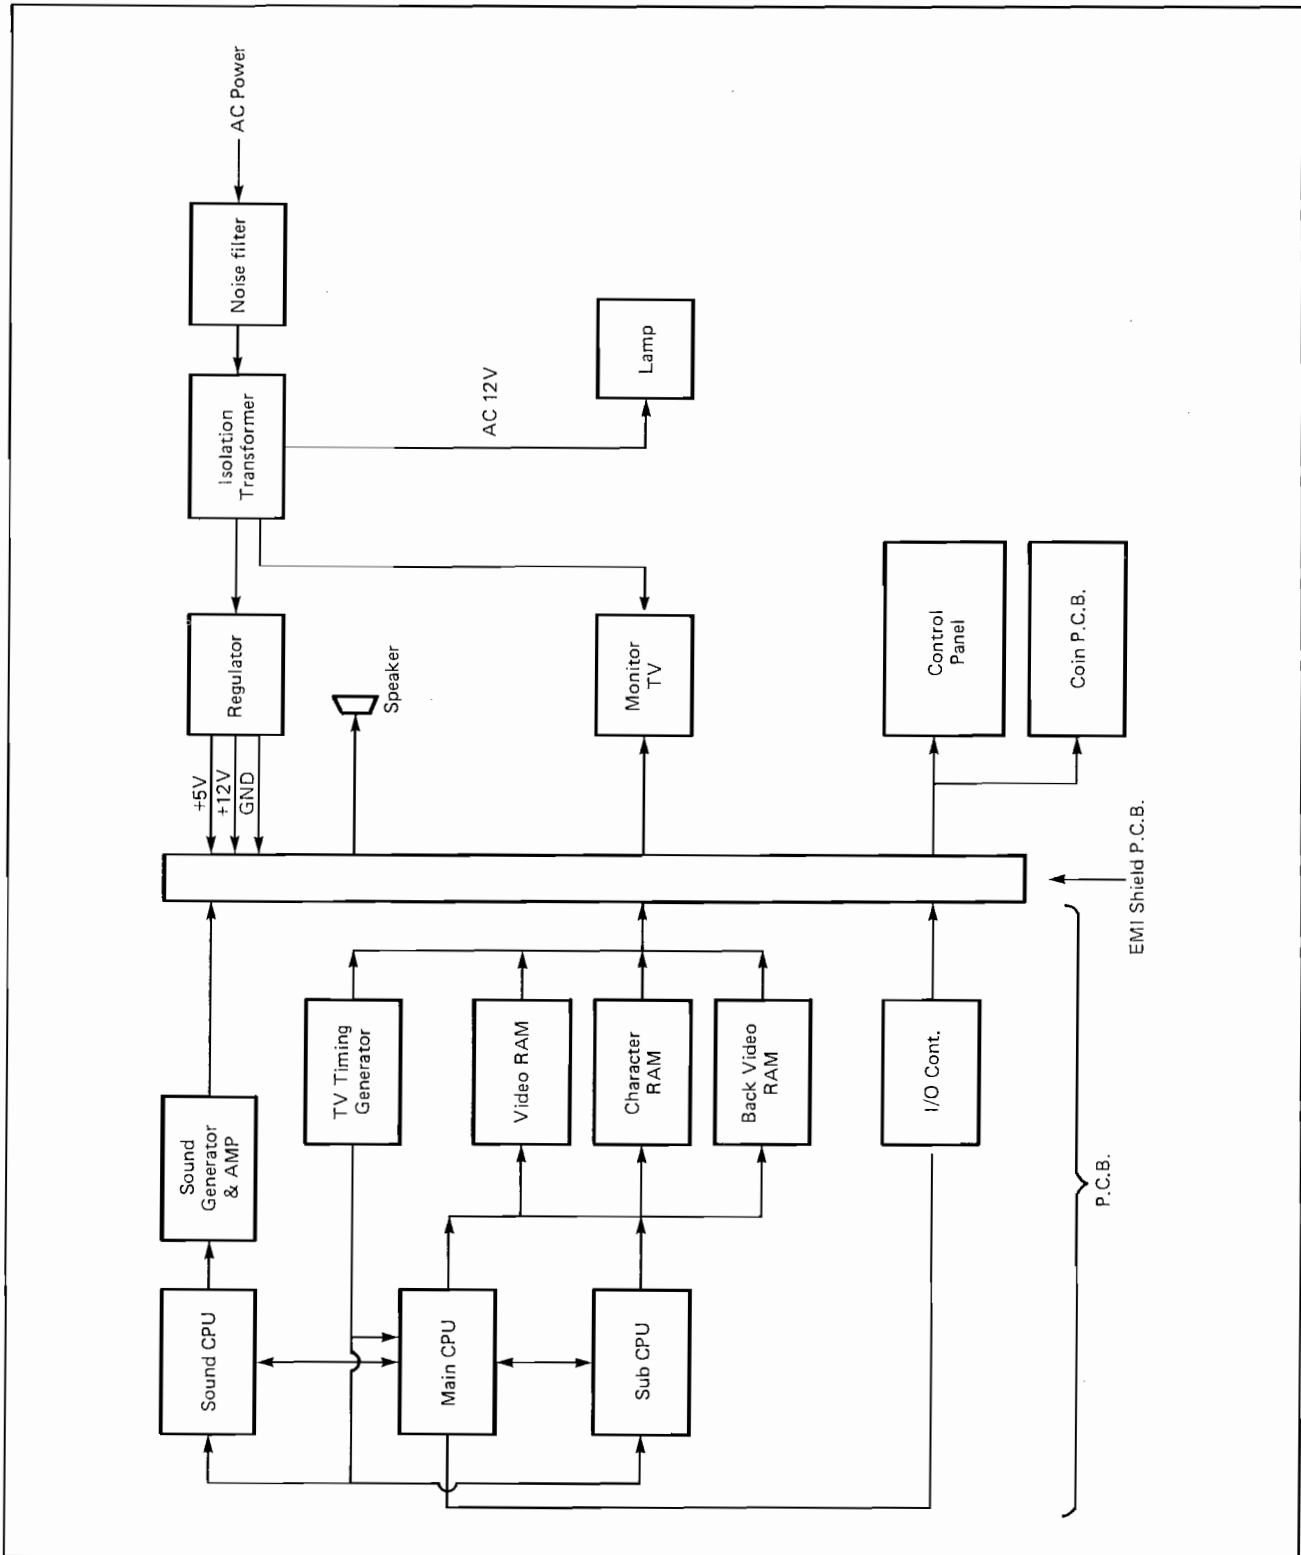 Sound CPU
Sound
Generator
& AMP
+5V
+12V
GND
Regulator
Isolation
Transformer
Noise filter
AC Power
TV Timing
Generator
Speaker
Main CPU
Video RAM
AC 12V
Sub CPU
Character
RAM
Monitor
TV
Lamp
Back Video
RAM
I/O Cont.
Control
Panel
Coin P.C.B.
P.C.B.
EMI Shield P.C.B.